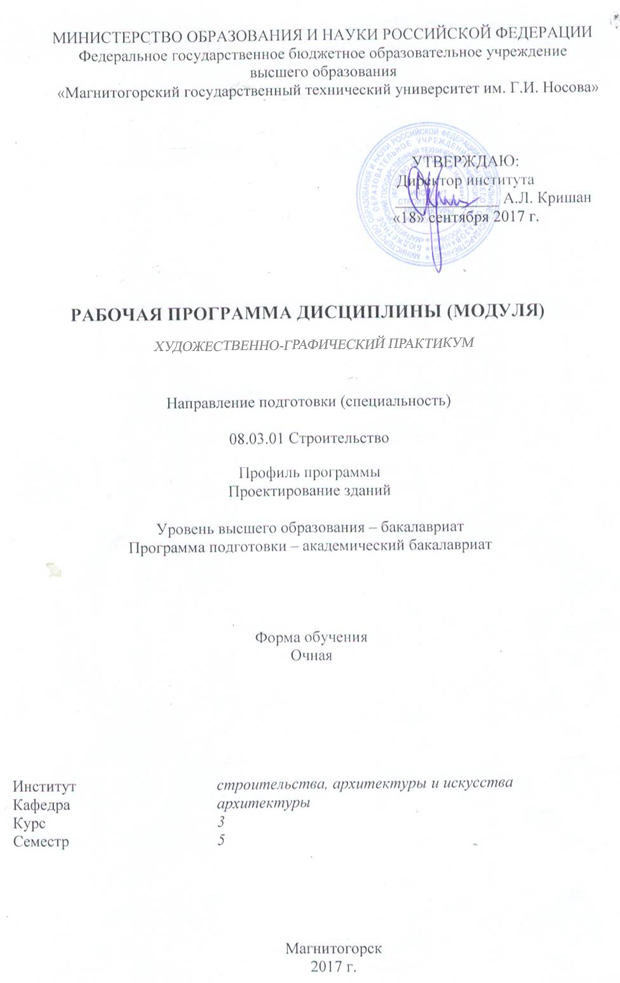 МИНИСТЕРСТВО ОБРАЗОВАНИЯ И НАУКИ РОССИЙСКОЙ ФЕДЕРАЦИИ
Федеральное государственное бюджетное образовательное учреждение
высшего образования
«Магнитогорский государственный технический университет им. Г.И. Носова»
УТВЕРЖДАЮ:
Директор института
А.Л. Кришан
«18» сентября 2017 г.
РАБОЧАЯ ПРОГРАММА ДИСЦИПЛИНЫ (МОДУЛЯ)
ХУДОЖЕСТВЕННО-ГРАФИЧЕСКИЙ ПРАКТИКУМ
Направление подготовки (специальность)
08.03.01 Строительство
Профиль программы
Проектирование зданий
Уровень высшего образования – бакалавриат
Программа подготовки – академический бакалавриат
Форма обучения
Очная
Институт строительства, архитектуры и искусства
Кафедра архитектуры
Курс 3
Семестр 5
Магнитогорск
2017 г.